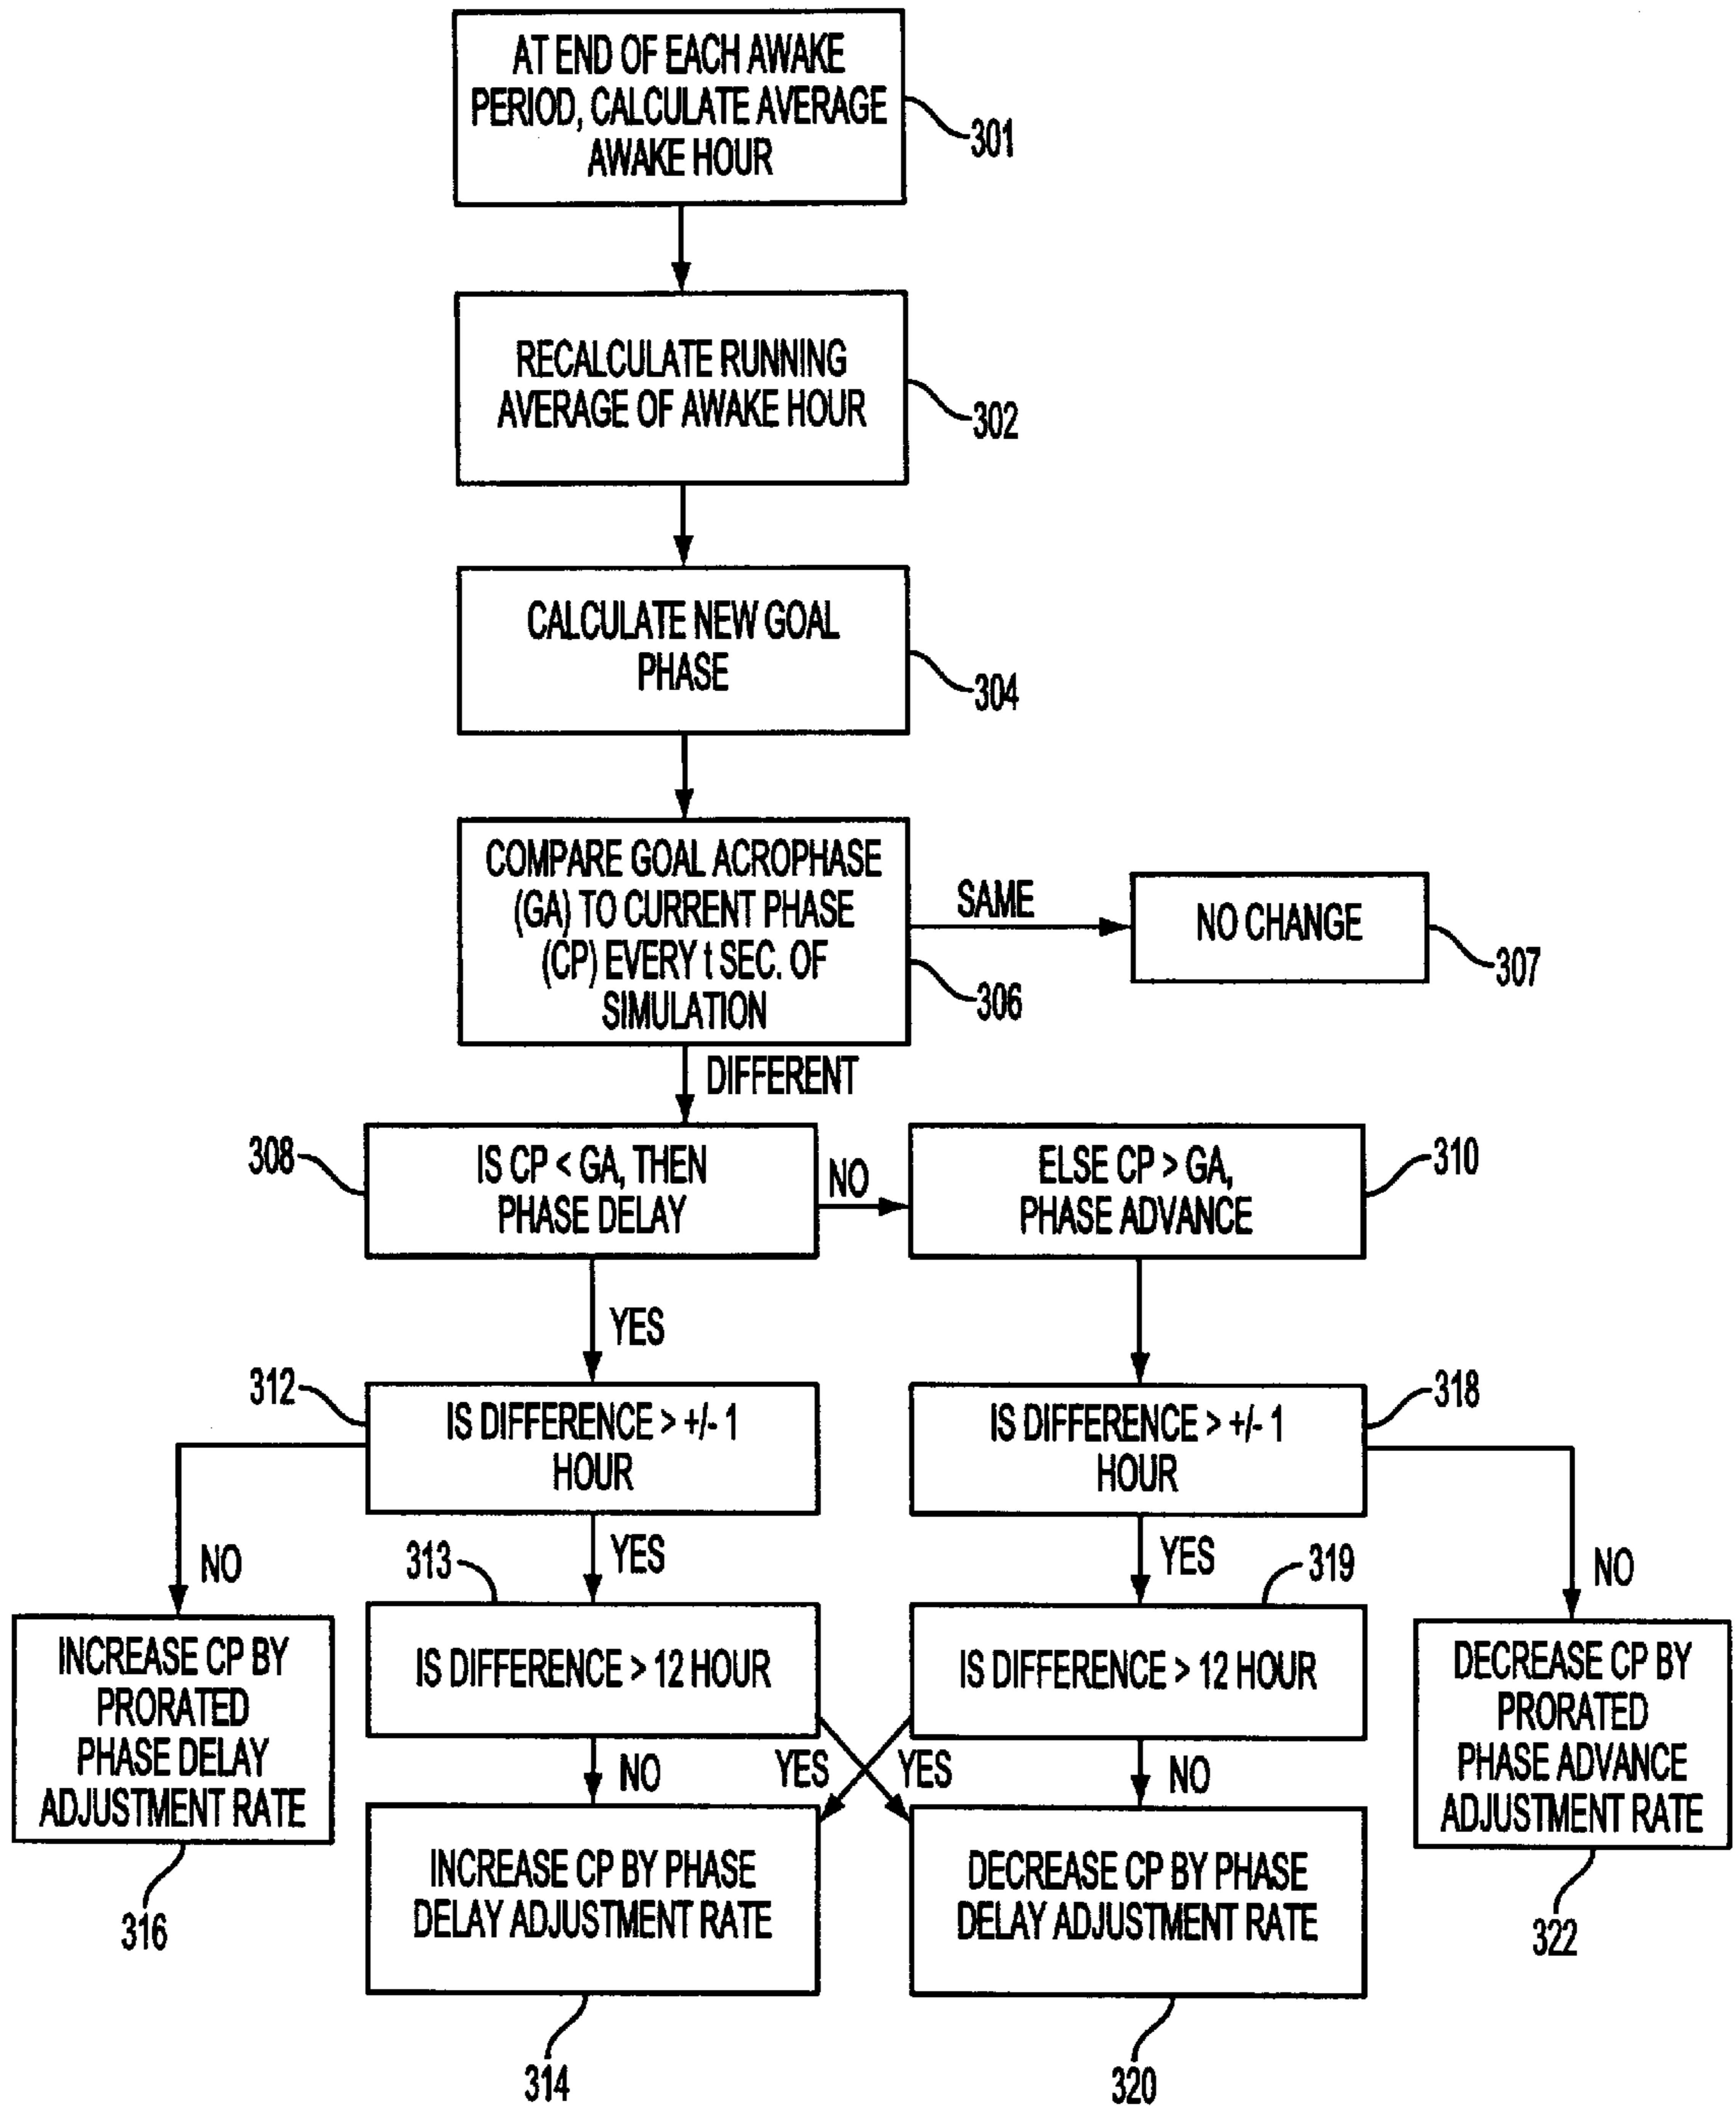 AT END OF EACH AWAKE
PERIOD, CALCULATE AVERAGE
AWAKE HOUR
301
RECALCULATE RUNNING
AVERAGE OF AWAKE HOUR
302
CALCULATE NEW GOAL
PHASE
304
COMPARE GOAL ACROPHASE
(GA) TO CURRENT PHASE
(CP) EVERY t SEC. OF
SIMULATION
306
SAME
NO CHANGE
307
DIFFERENT
308
IS CP < GA, THEN
PHASE DELAY
NO
ELSE CP > GA,
PHASE ADVANCE
310
YES
312
IS DIFFERENCE > +/- 1
HOUR
IS DIFFERENCE > +/- 1
HOUR
318
NO
313
YES
YES
319
NO
IS DIFFERENCE > 12 HOUR
IS DIFFERENCE > 12 HOUR
INCREASE CP BY
PRORATED
PHASE DELAY
ADJUSTMENT RATE
316
NO
YES
YES
NO
DECREASE CP BY
PRORATED
PHASE ADVANCE
ADJUSTMENT RATE
322
INCREASE CP BY PHASE
DELAY ADJUSTMENT RATE
314
DECREASE CP BY PHASE
DELAY ADJUSTMENT RATE
320